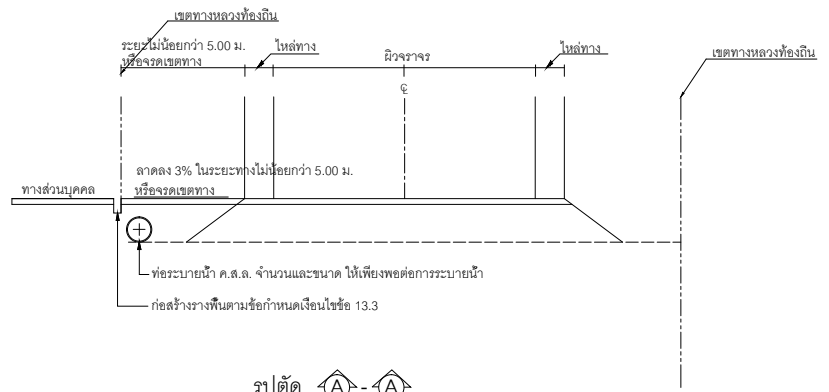 เขตทางหลวงท้องถิ่น
ระยะไม่น้อยกว่า 5.00 ม.
หรือจรดเขตทาง
ไหล่ทาง
ผิวจราจร
ไหล่ทาง
เขตทางหลวงท้องถิ่น
℄
ลาดลง 3% ในระยะทางไม่น้อยกว่า 5.00 ม.
ทางส่วนบุคคล
หรือจรดเขตทาง
ท่อระบายน้ำ ค.ส.ล. จำนวนและขนาด ให้เพียงพอต่อการระบายน้ำ
ก่อสร้างรางพื้นตามข้อกำหนดเงื่อนไขข้อ 13.3
รูปตัด A - A